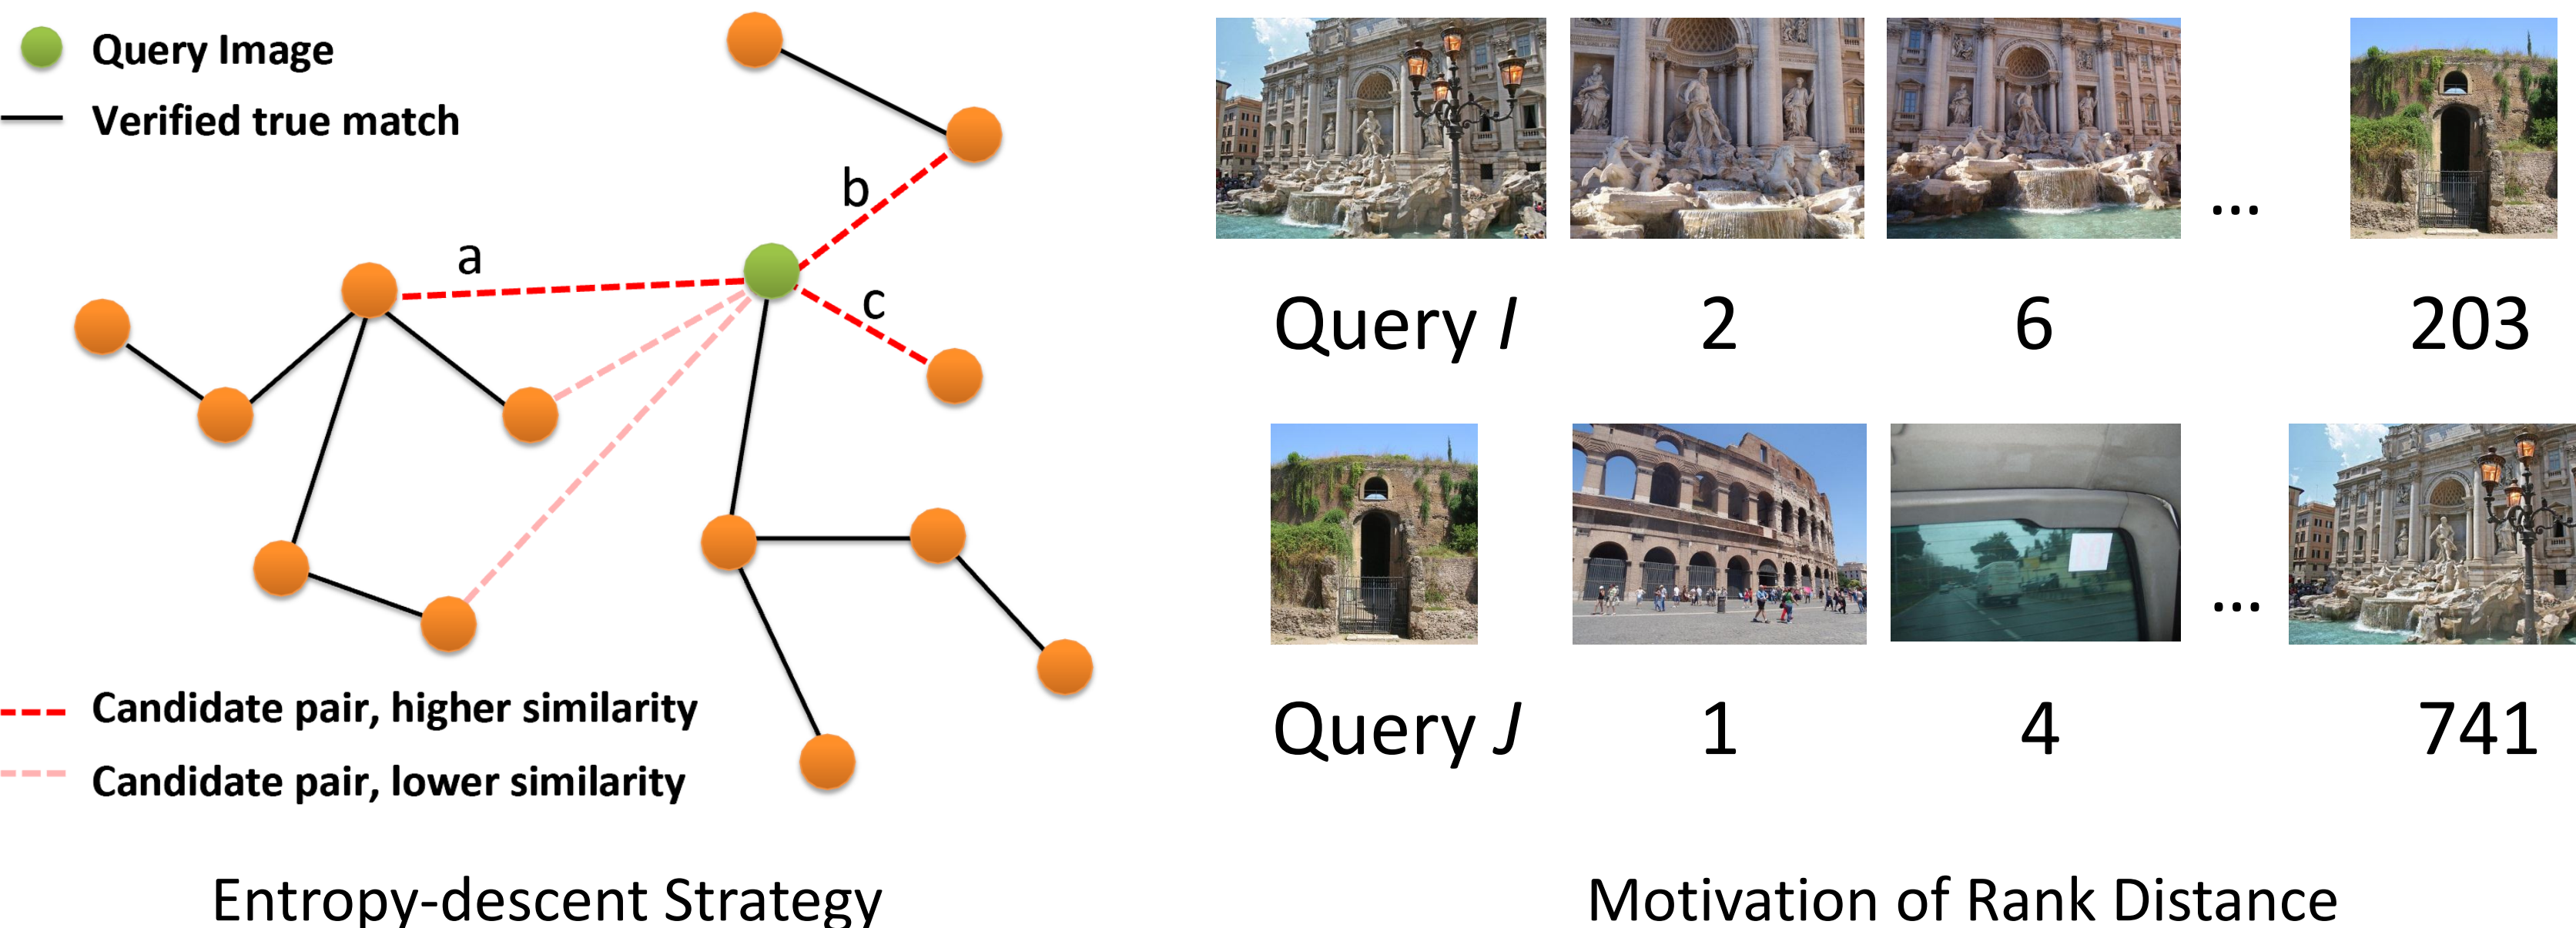 Query Image
Verified true match
a
b
c
Candidate pair, higher similarity
Candidate pair, lower similarity
Entropy-descent Strategy
...
Query I
2
6
203
...
Query J
1
4
741
Motivation of Rank Distance